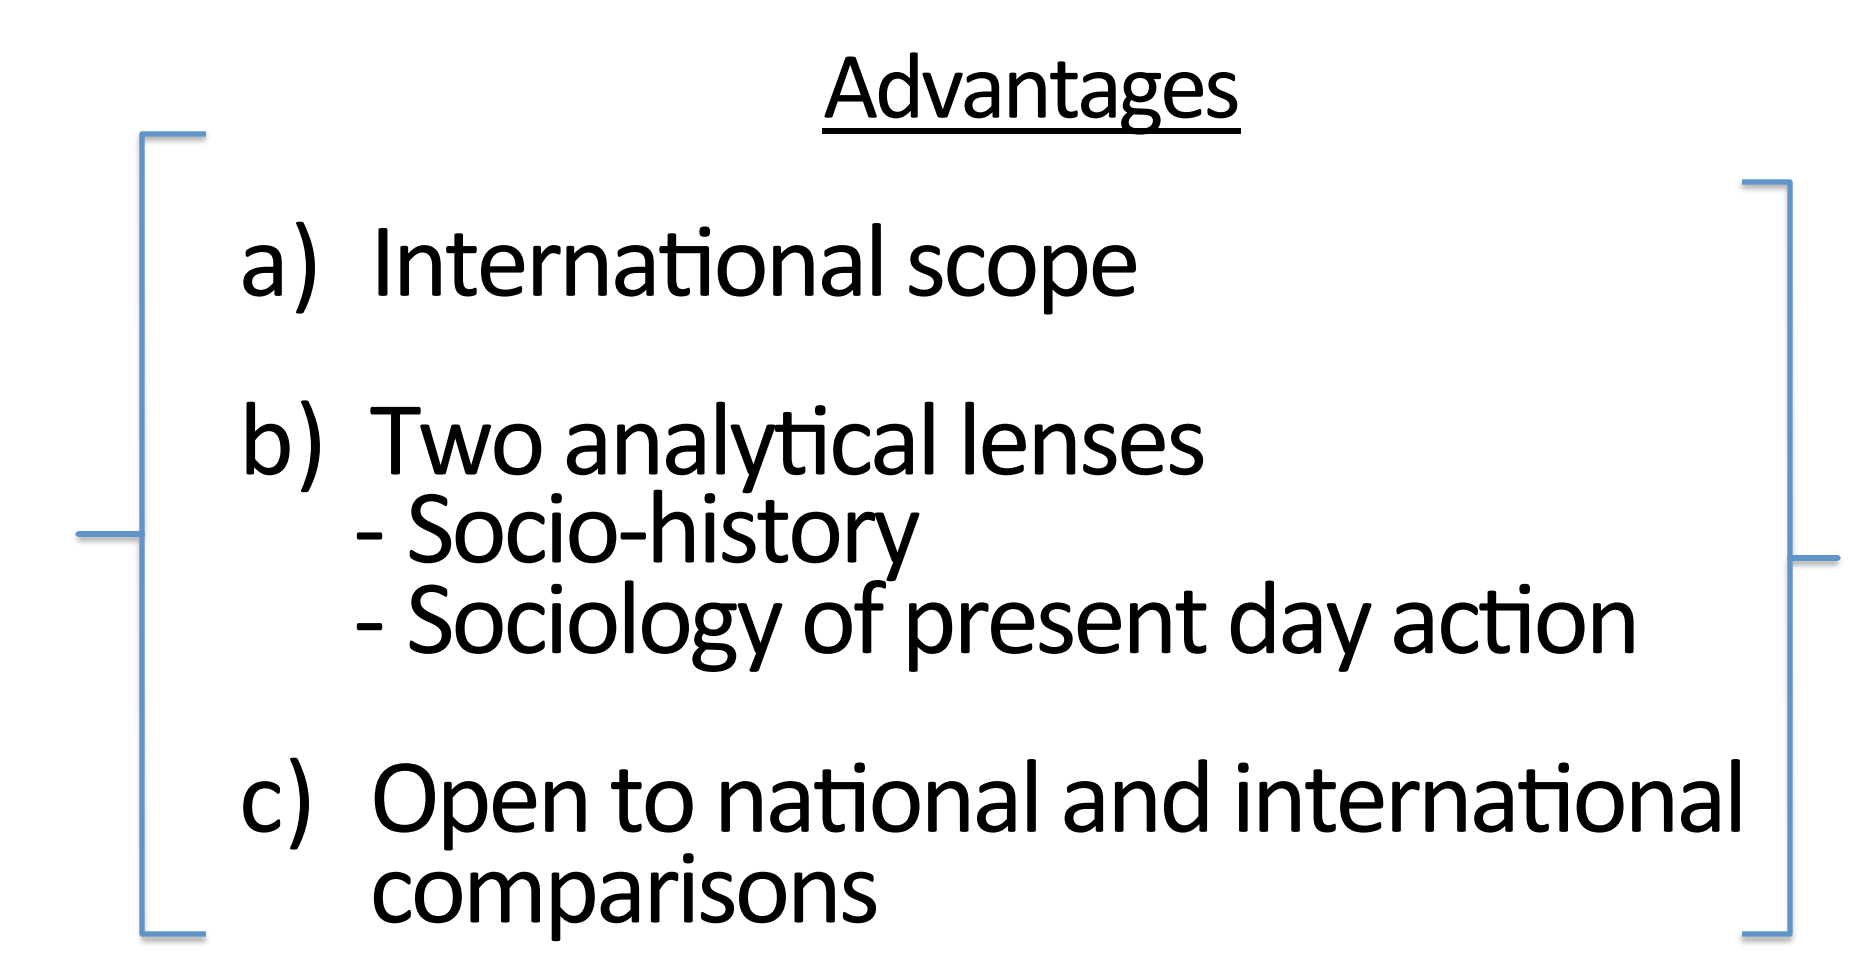 Advantages
a) International scope
b) Two analytical lenses
- Socio-history
- Sociology of present day action
c) Open to national and international
comparisons